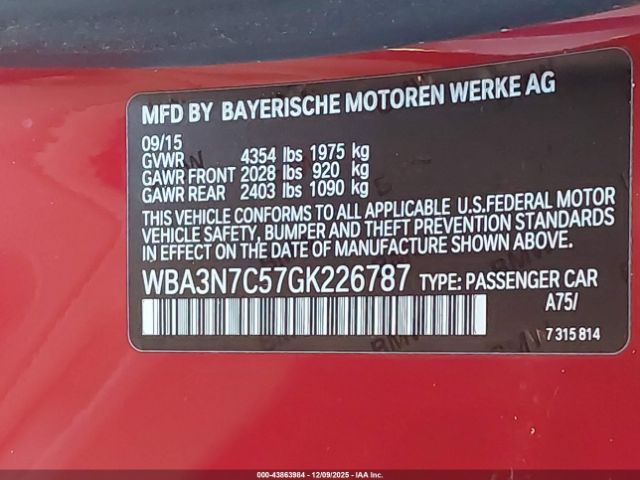 MFD BY BAYERISCHE MOTOREN WERKE AG
09/15
GVWR 4354 lbs 1975 kg
GAWR FRONT 2028 lbs 920 kg
GAWR REAR 2403 lbs 1090 kg
THIS VEHICLE CONFORMS TO ALL APPLICABLE U.S.FEDERAL MOTOR
VEHICLE SAFETY, BUMPER AND THEFT PREVENTION STANDARDS
IN EFFECT ON THE DATE OF MANUFACTURE SHOWN ABOVE.
WBA3N7C57GK226787 TYPE: PASSENGER CAR
A75/
7 315 814
000-43863984 * 12/09/2025 - IAA Inc. Copyright